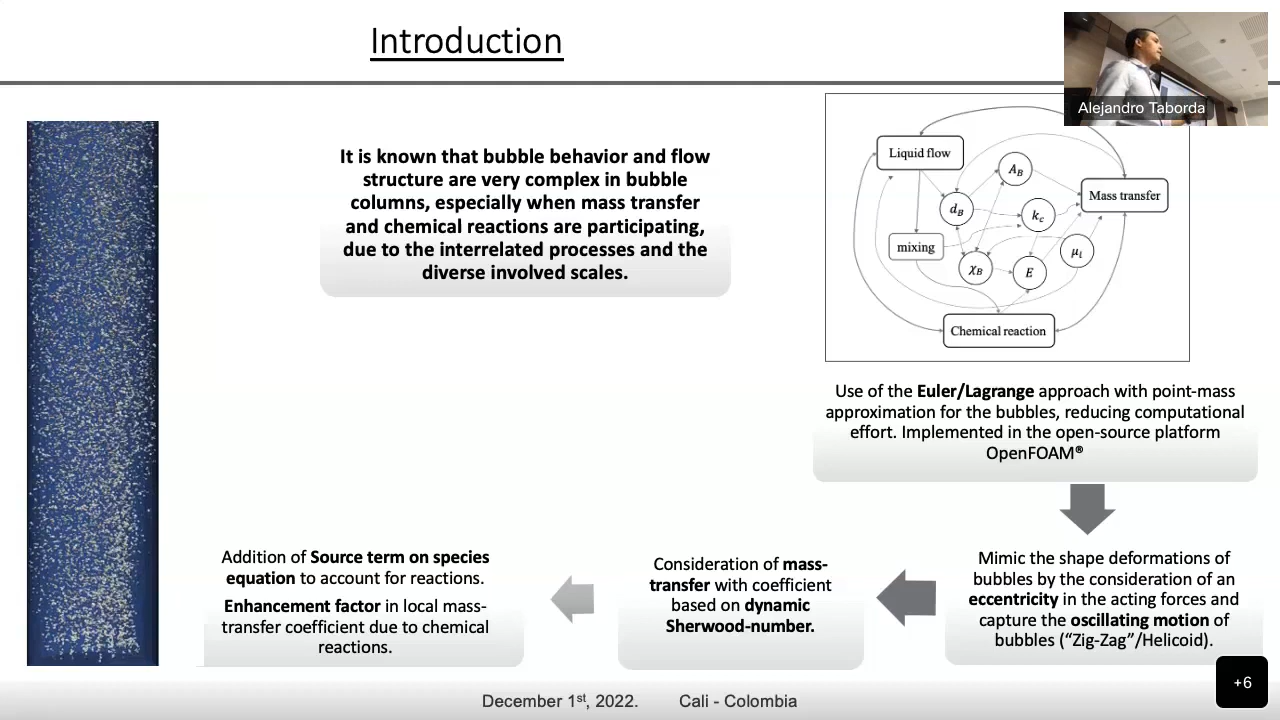 Introduction
Alejandro Taborda
It is known that bubble behavior and flow
structure are very complex in bubble
columns, especially when mass transfer
and chemical reactions are participating,
due to the interrelated processes and the
diverse involved scales.
Liquid flow
A_B
Mass transfer
d_B
k_c
mixing
μ_l
χ_B
E
Chemical reaction
Use of the Euler/Lagrange approach with point-mass
approximation for the bubbles, reducing computational
effort. Implemented in the open-source platform
OpenFOAM®
Mimic the shape deformations of
bubbles by the consideration of an
eccentricity in the acting forces and
capture the oscillating motion of
bubbles (“Zig-Zag”/Helicoid).
Consideration of mass-
transfer with coefficient
based on dynamic
Sherwood-number.
Addition of Source term on species
equation to account for reactions.
Enhancement factor in local mass-
transfer coefficient due to chemical
reactions.
+6
December 1st, 2022. Cali - Colombia